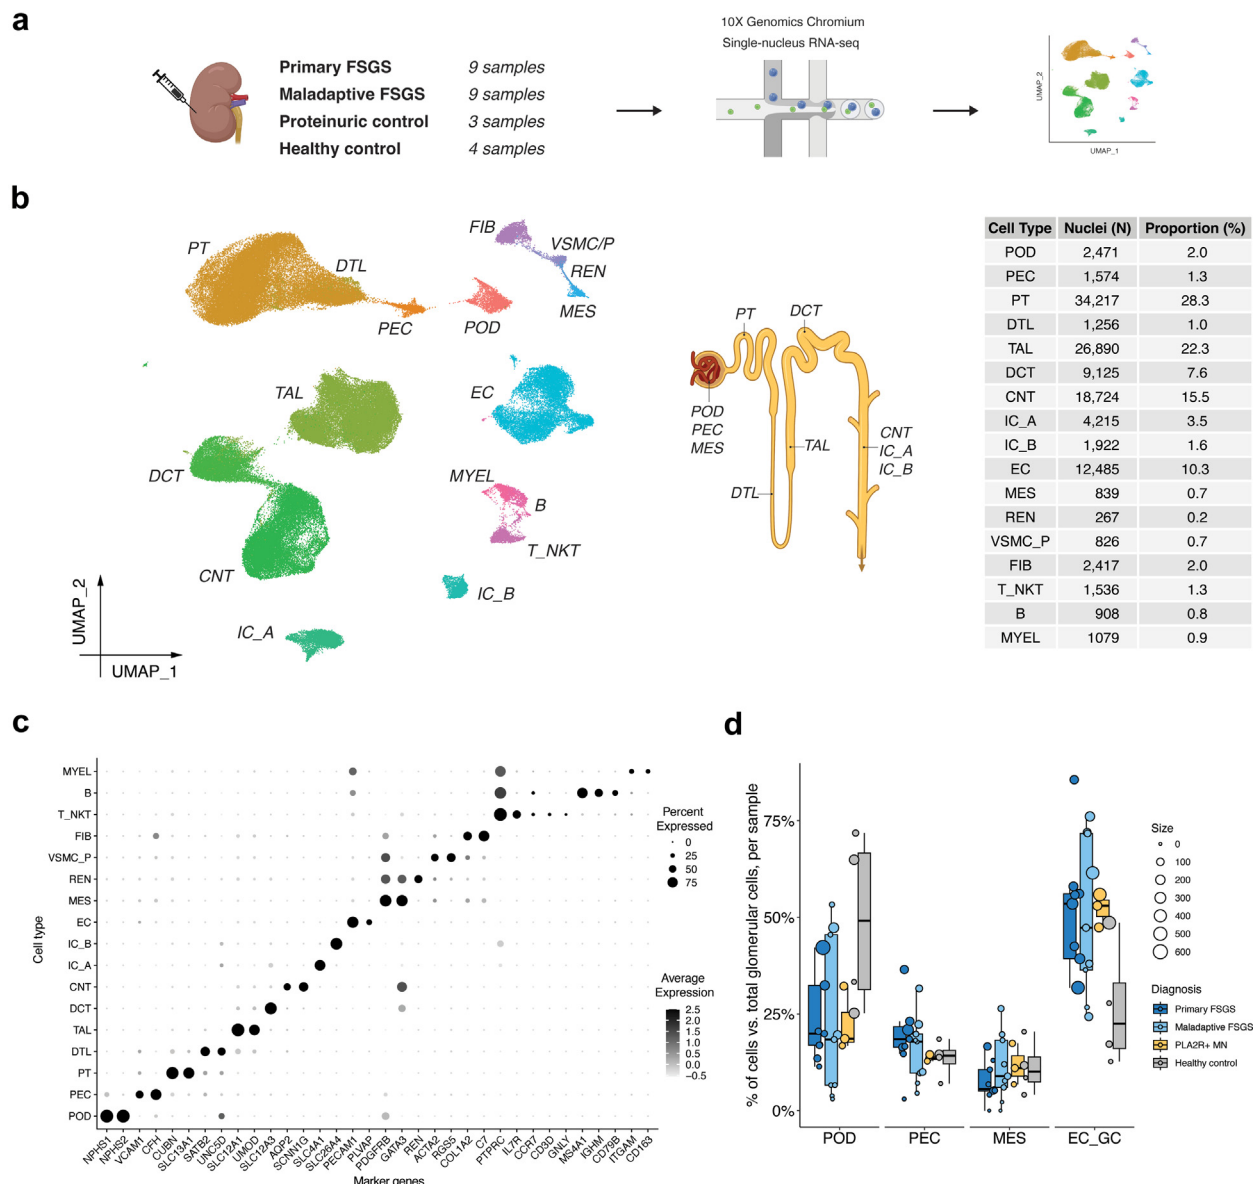 a
Primary FSGS 9 samples
Maladaptive FSGS 9 samples
Proteinuric control 3 samples
Healthy control 4 samples
10X Genomics Chromium
Single-nucleus RNA-seq
UMAP_2
UMAP_1
b
PT
DTL
PEC
POD
FIB
VSMC/P
REN
MES
TAL
EC
DCT
CNT
MYEL
B
T_NKT
IC_B
IC_A
UMAP_2
UMAP_1
PT
DCT
POD
PEC
MES
TAL
CNT
IC_A
IC_B
DTL
Cell Type Nuclei (N) Proportion (%)
POD 2,471 2.0
PEC 1,574 1.3
PT 34,217 28.3
DTL 1,256 1.0
TAL 26,890 22.3
DCT 9,125 7.6
CNT 18,724 15.5
IC_A 4,215 3.5
IC_B 1,922 1.6
EC 12,485 10.3
MES 839 0.7
REN 267 0.2
VSMC_P 826 0.7
FIB 2,417 2.0
T_NKT 1,536 1.3
B 908 0.8
MYEL 1079 0.9
c
Cell type
MYEL
B
T_NKT
FIB
VSMC_P
REN
MES
EC
IC_B
IC_A
CNT
DCT
TAL
DTL
PT
PEC
POD
NPHS1
NPHS2
VCAM1
CFH
CUBN
SLC13A1
SATB2
UNC5D
SLC12A1
UMOD
SLC12A3
AQP2
SCNN1G
SLC4A1
SLC26A4
PECAM1
PLVAP
PDGFRB
GATA3
REN
ACTA2
RGS5
COL1A2
C7
PTPRC
IL7R
CCR7
CD3D
GNLY
MS4A1
IGHM
CD79B
ITGAM
CD163
Marker genes
Percent
Expressed
0
25
50
75
Average
Expression
2.5
2.0
1.5
1.0
0.5
0.0
−0.5
d
% of cells vs. total glomerular cells, per sample
75%
50%
25%
0%
POD
PEC
MES
EC_GC
Size
0
100
200
300
400
500
600
Diagnosis
Primary FSGS
Maladaptive FSGS
PLA2R+ MN
Healthy control